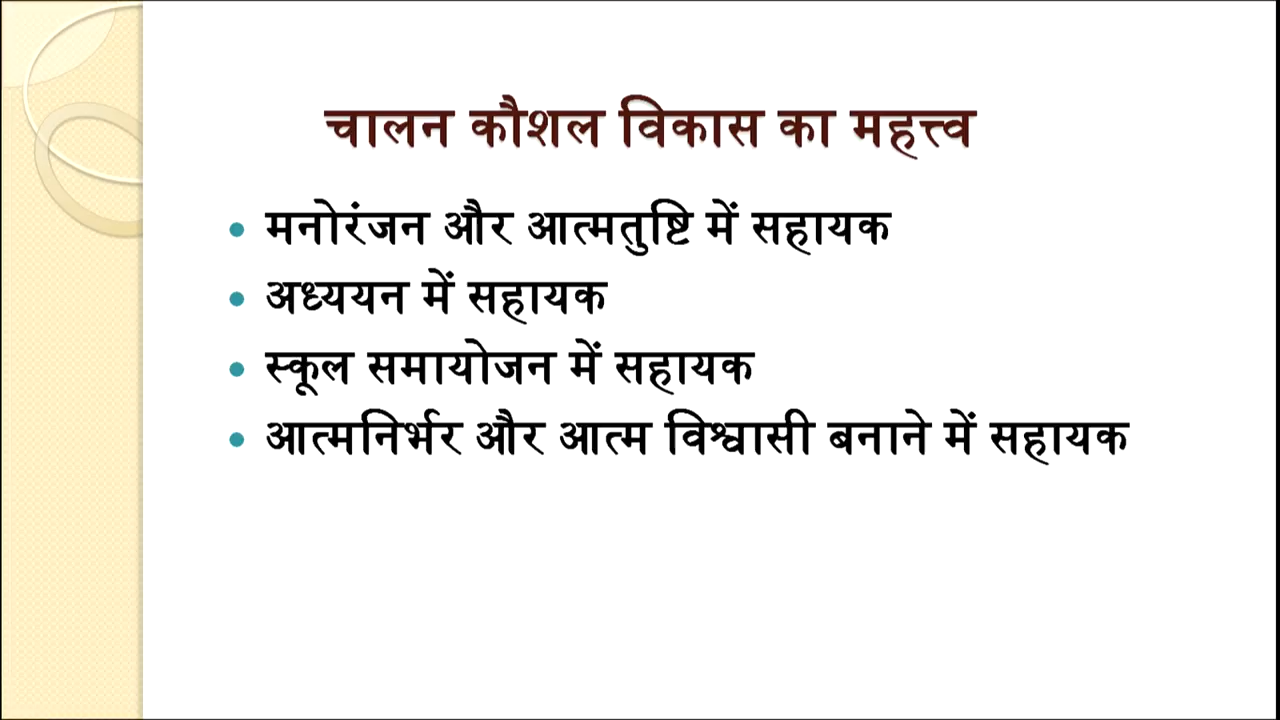 चालन कौशल विकास का महत्त्व
• मनोरंजन और आत्मतुष्टि में सहायक
• अध्ययन में सहायक
• स्कूल समायोजन में सहायक
• आत्मनिर्भर और आत्म विश्वासी बनाने में सहायक